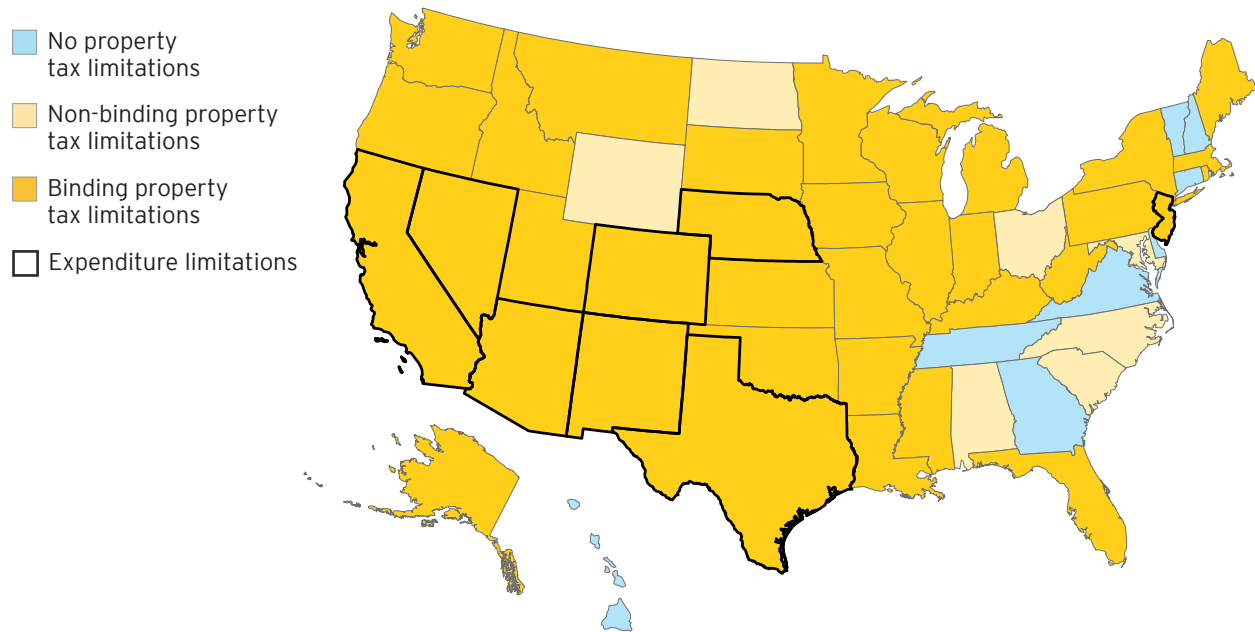 No property
tax limitations
Non-binding property
tax limitations
Binding property
tax limitations
Expenditure limitations